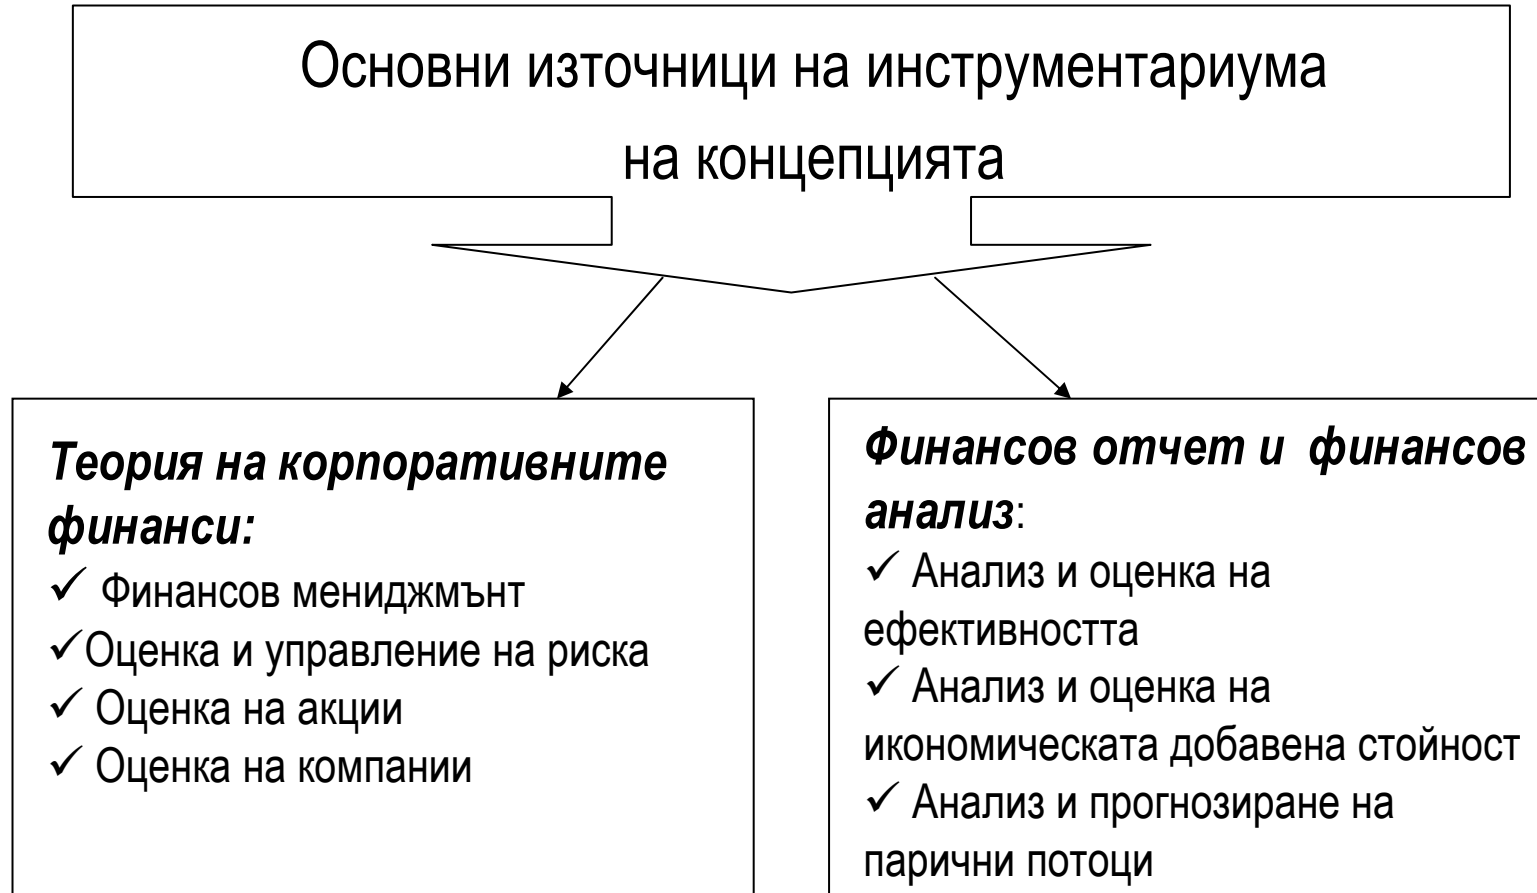 Основни източници на инструментариума
на концепцията
Теория на корпоративните
финанси:
✓ Финансов мениджмънт
✓Оценка и управление на риска
✓ Оценка на акции
✓ Оценка на компании
Финансов отчет и финансов
анализ:
✓ Анализ и оценка на
ефективността
✓ Анализ и оценка на
икономическата добавена стойност
✓ Анализ и прогнозиране на
парични потоци